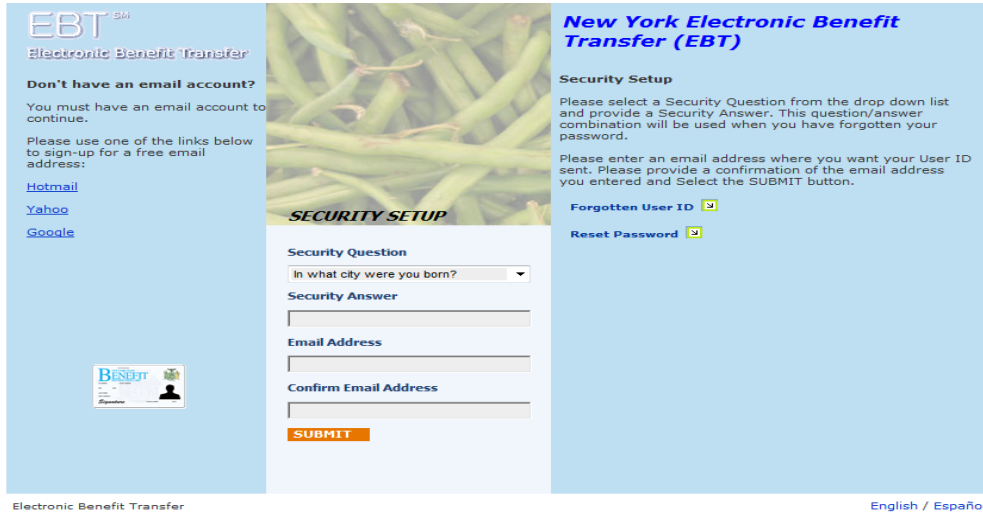 EBT SM
Electronic Benefit Transfer
Don't have an email account?
You must have an email account to
continue.
Please use one of the links below
to sign-up for a free email
address:
Hotmail
Yahoo
Google
BENEFIT
Signature
SECURITY SETUP
Security Question
In what city were you born?
Security Answer
Email Address
Confirm Email Address
SUBMIT
New York Electronic Benefit
Transfer (EBT)
Security Setup
Please select a Security Question from the drop down list
and provide a Security Answer. This question/answer
combination will be used when you have forgotten your
password.
Please enter an email address where you want your User ID
sent. Please provide a confirmation of the email address
you entered and Select the SUBMIT button.
Forgotten User ID
Reset Password
Electronic Benefit Transfer
English / Españo